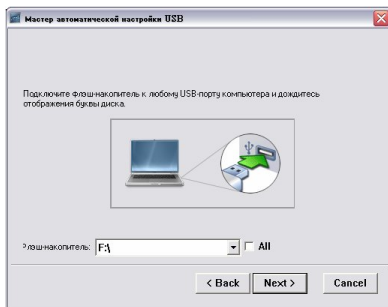 Мастер автоматической настройки USB
Подключите флэш-накопитель к любому USB-порту компьютера и дождитесь
отображения буквы диска.
Флэш-накопитель: F:\ All
< Back Next > Cancel